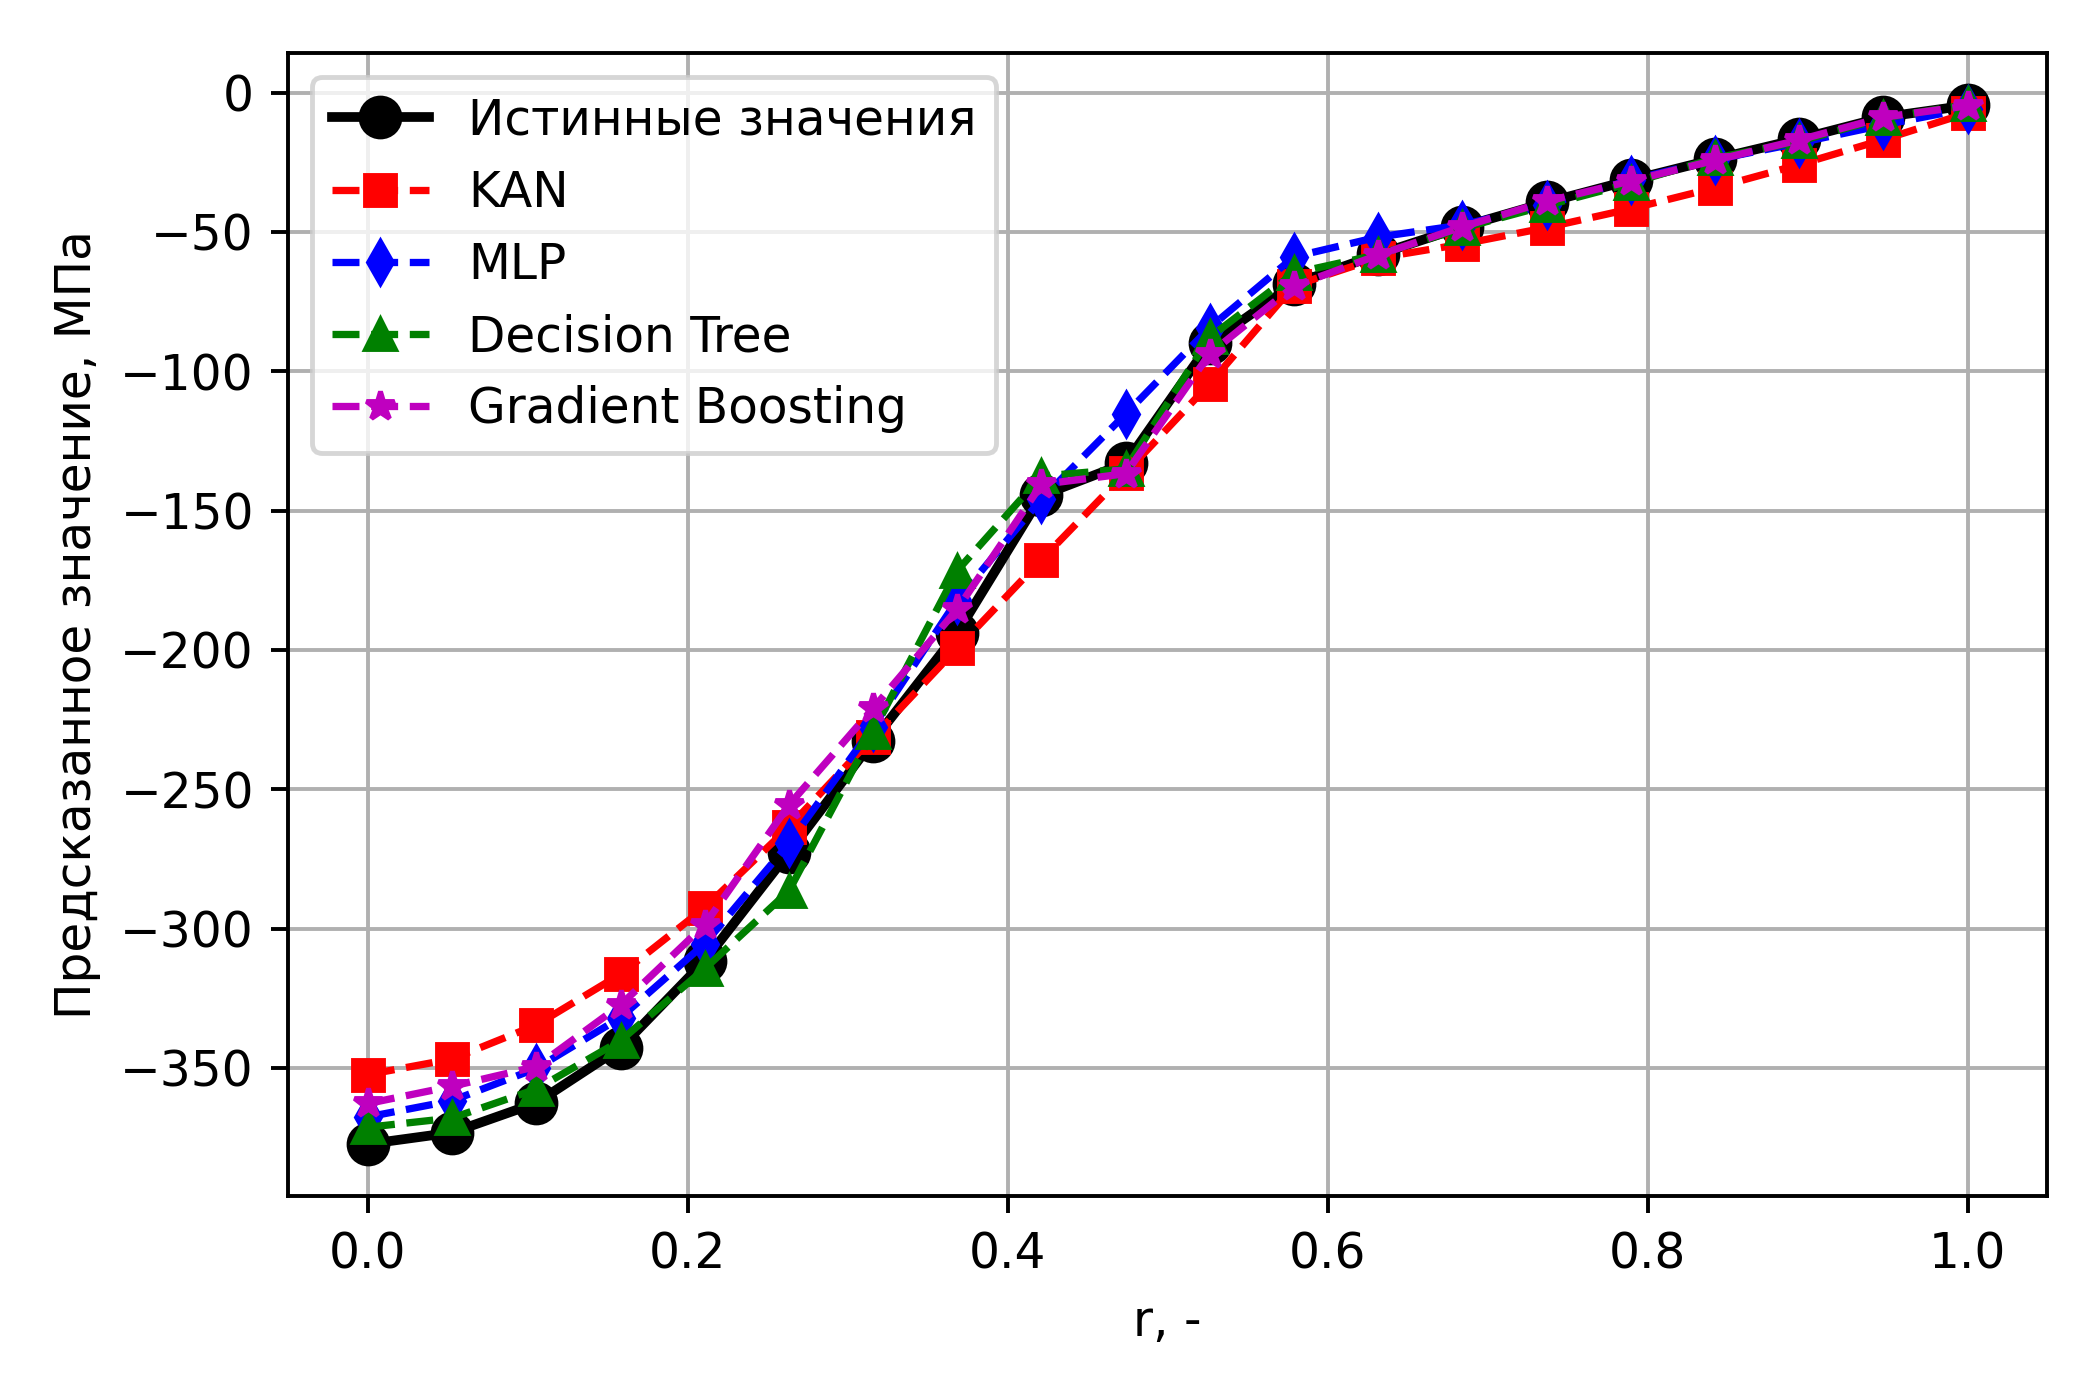 Истинные значения
KAN
MLP
Decision Tree
Gradient Boosting
Предсказанное значение, МПа
0
−50
−100
−150
−200
−250
−300
−350
0.0 0.2 0.4 0.6 0.8 1.0
r, -